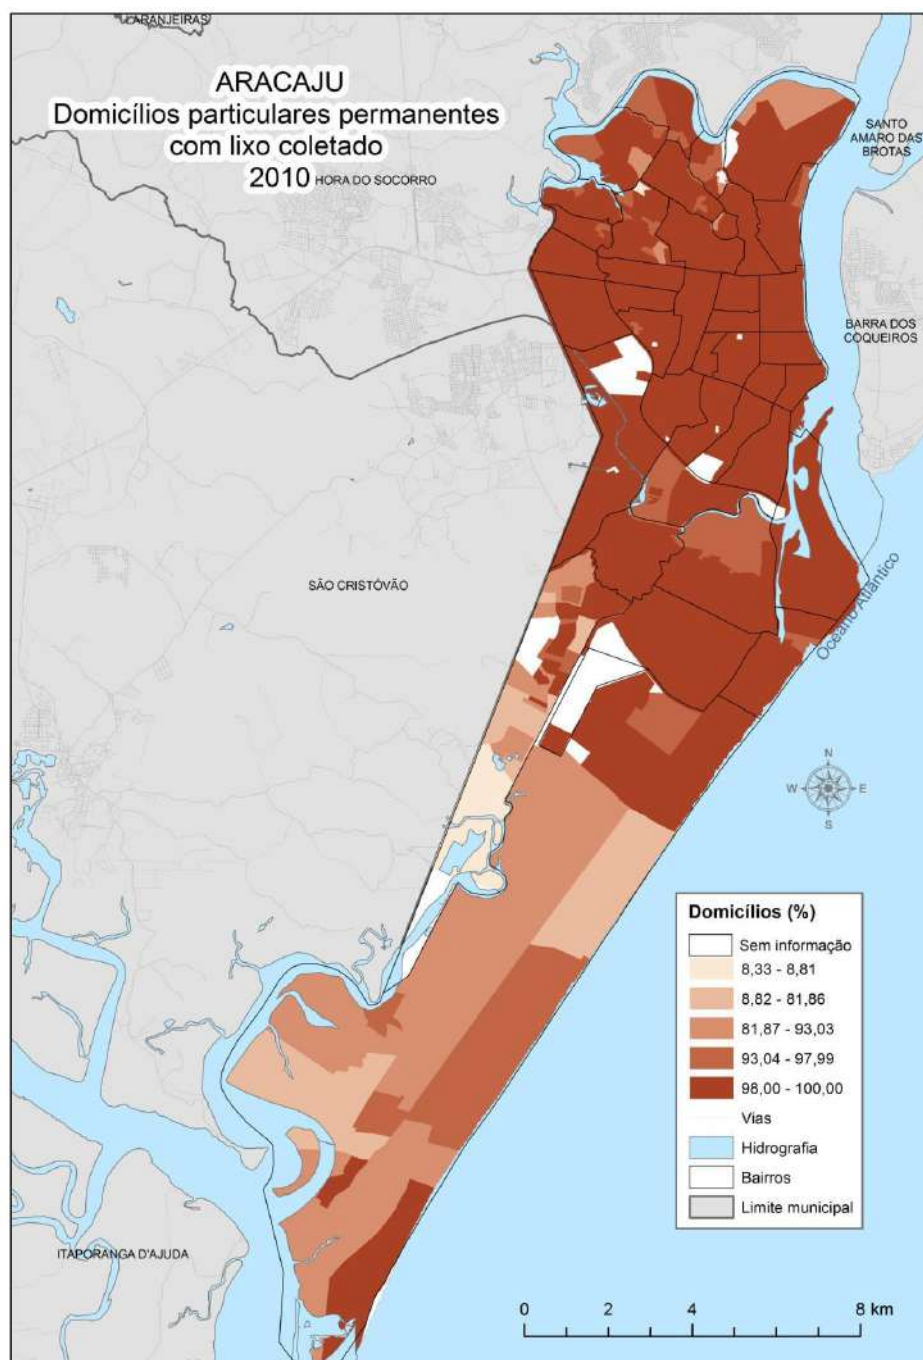 LARANJEIRAS
ARACAJU
Domicílios particulares permanentes
com lixo coletado
2010
HORA DO SOCORRO
SANTO
AMARO DAS
BROTAS
BARRA DOS
COQUEIROS
SÃO CRISTÓVÃO
Oceano Atlântico
N
W
E
S
Domicílios (%)
Sem informação
8,33 - 8,81
8,82 - 81,86
81,87 - 93,03
93,04 - 97,99
98,00 - 100,00
Vias
Hidrografia
Bairros
Limite municipal
ITAPORANGA D'AJUDA
0 2 4 8 km